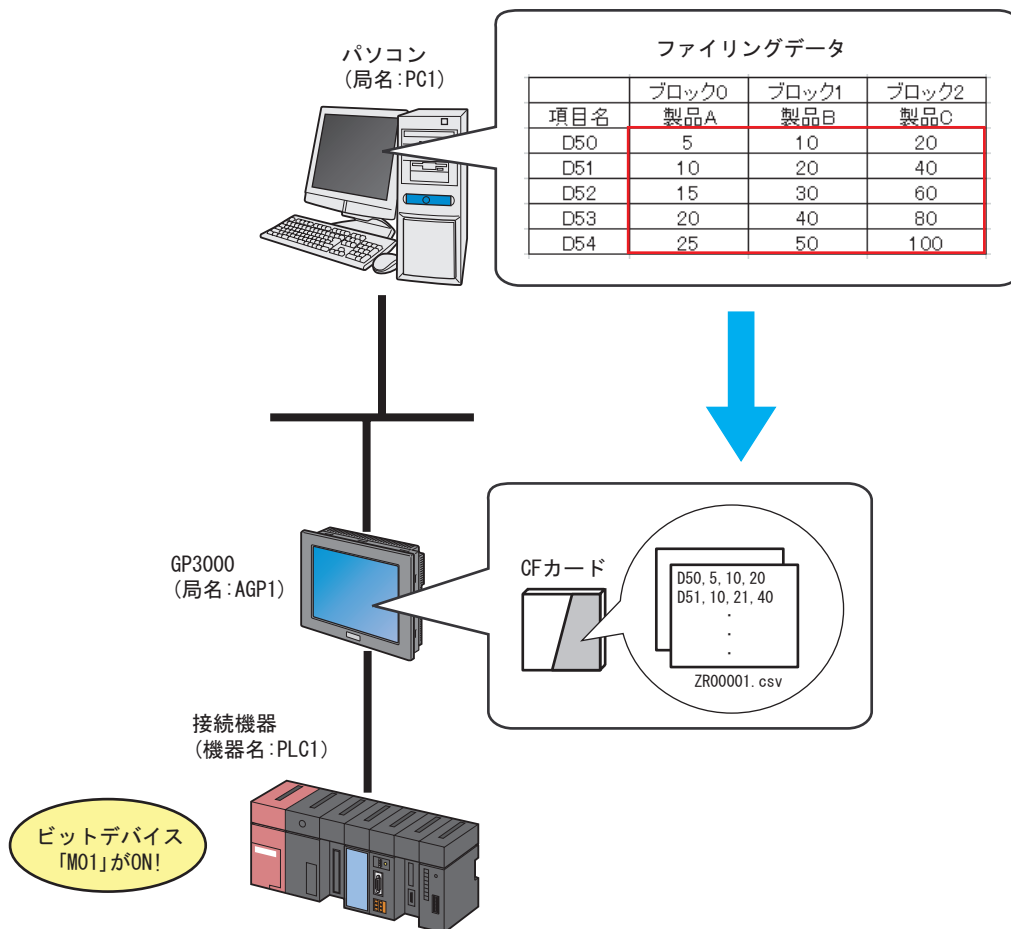 パソコン
（局名:PC1）
ファイリングデータ
ブロック0 ブロック1 ブロック2
項目名 製品A 製品B 製品C
D50 5 10 20
D51 10 20 40
D52 15 30 60
D53 20 40 80
D54 25 50 100
GP3000
（局名:AGP1）
CFカード
D50, 5, 10, 20
D51, 10, 21, 40
.
.
.
ZR00001.csv
接続機器
（機器名:PLC1）
ビットデバイス
「M01」がON!